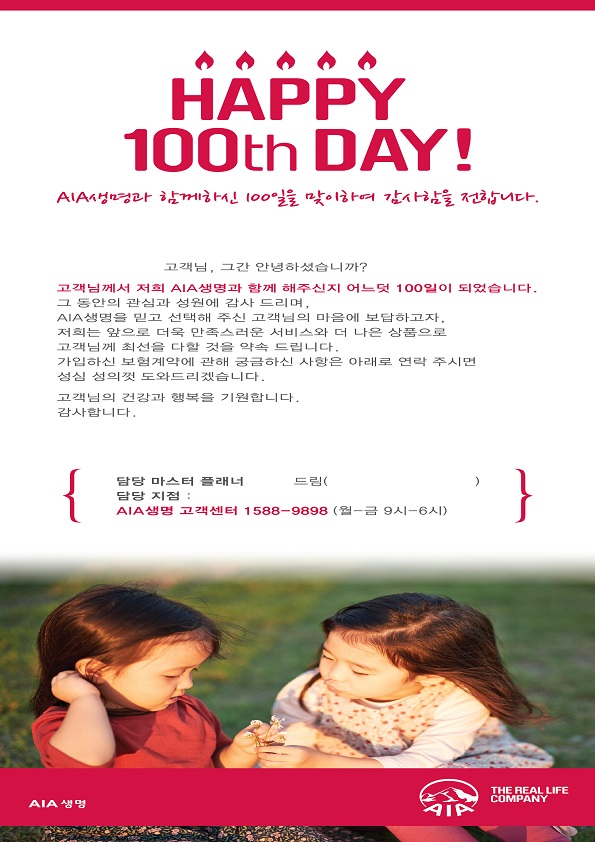 HAPPY
100th DAY!
AIA생명과 함께하신 100일을 맞이하여 감사함을 전합니다.
고객님, 그간 안녕하셨습니까?
고객님께서 저희 AIA생명과 함께 해주신지 어느덧 100일이 되었습니다.
그 동안의 관심과 성원에 감사 드리며,
AIA생명을 믿고 선택해 주신 고객님의 마음에 보답하고자,
저희는 앞으로 더욱 만족스러운 서비스와 더 나은 상품으로
고객님께 최선을 다할 것을 약속 드립니다.
가입하신 보험계약에 관해 궁금하신 사항은 아래로 연락 주시면
성심 성의껏 도와드리겠습니다.
고객님의 건강과 행복을 기원합니다.
감사합니다.
담당 마스터 플래너 드림( )
담당 지점 :
AIA생명 고객센터 1588-9898 (월-금 9시-6시)
AIA생명
AIA
THE REAL LIFE
COMPANY